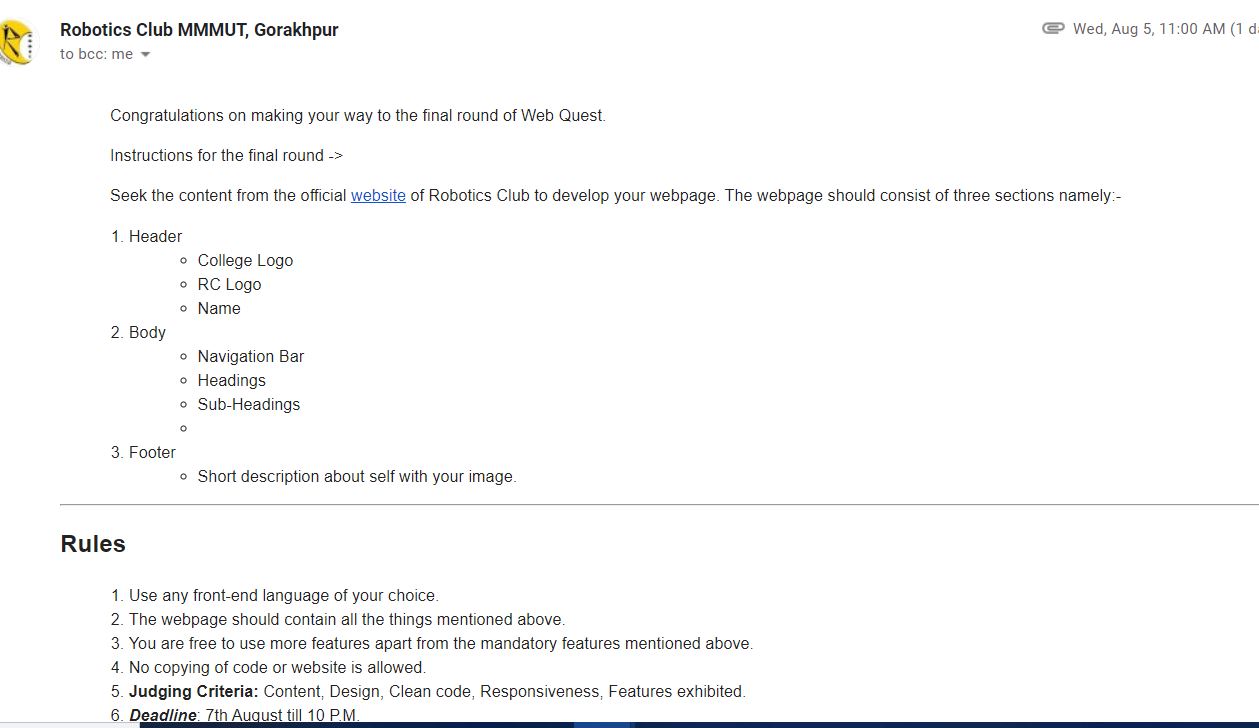 Robotics Club MMMUT, Gorakhpur
Wed, Aug 5, 11:00 AM (1 d
to bcc: me
Congratulations on making your way to the final round of Web Quest.
Instructions for the final round ->
Seek the content from the official website of Robotics Club to develop your webpage. The webpage should consist of three sections namely:-
1. Header
College Logo
RC Logo
Name
2. Body
Navigation Bar
Headings
Sub-Headings
3. Footer
Short description about self with your image.
Rules
1. Use any front-end language of your choice.
2. The webpage should contain all the things mentioned above.
3. You are free to use more features apart from the mandatory features mentioned above.
4. No copying of code or website is allowed.
5. Judging Criteria: Content, Design, Clean code, Responsiveness, Features exhibited.
6. Deadline: 7th August till 10 P.M.